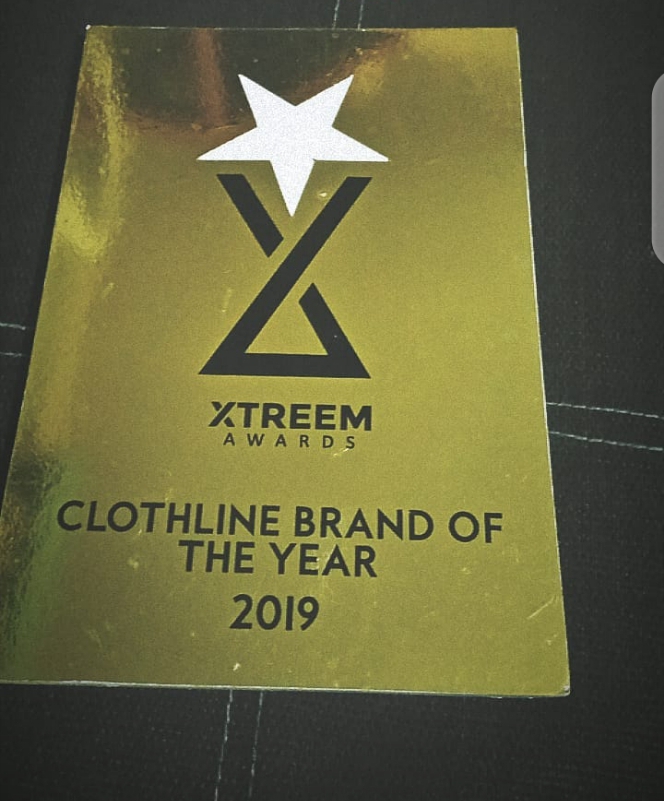 XTREEM
AWARDS
CLOTHLINE BRAND OF
THE YEAR
2019